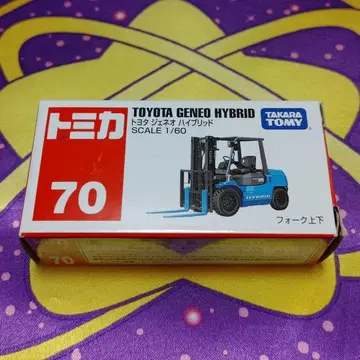 トミカ
70
TOYOTA GENEO HYBRID
トヨタ ジェネオ ハイブリッド
SCALE 1/60
TAKARA
TOMY
HYBRID
フォーク上下
70